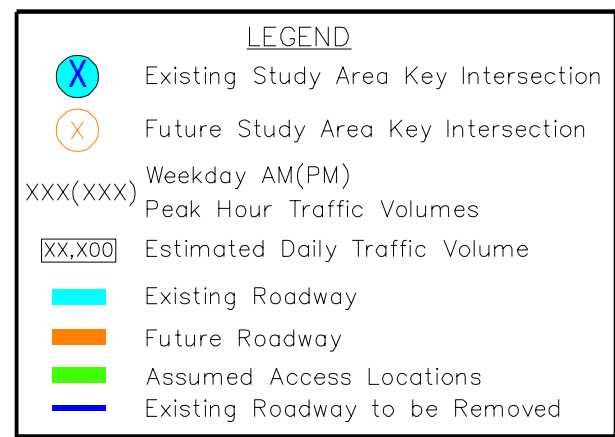 LEGEND
X Existing Study Area Key Intersection
X Future Study Area Key Intersection
XXX(XXX) Weekday AM(PM)
Peak Hour Traffic Volumes
XX,X00 Estimated Daily Traffic Volume
Existing Roadway
Future Roadway
Assumed Access Locations
Existing Roadway to be Removed